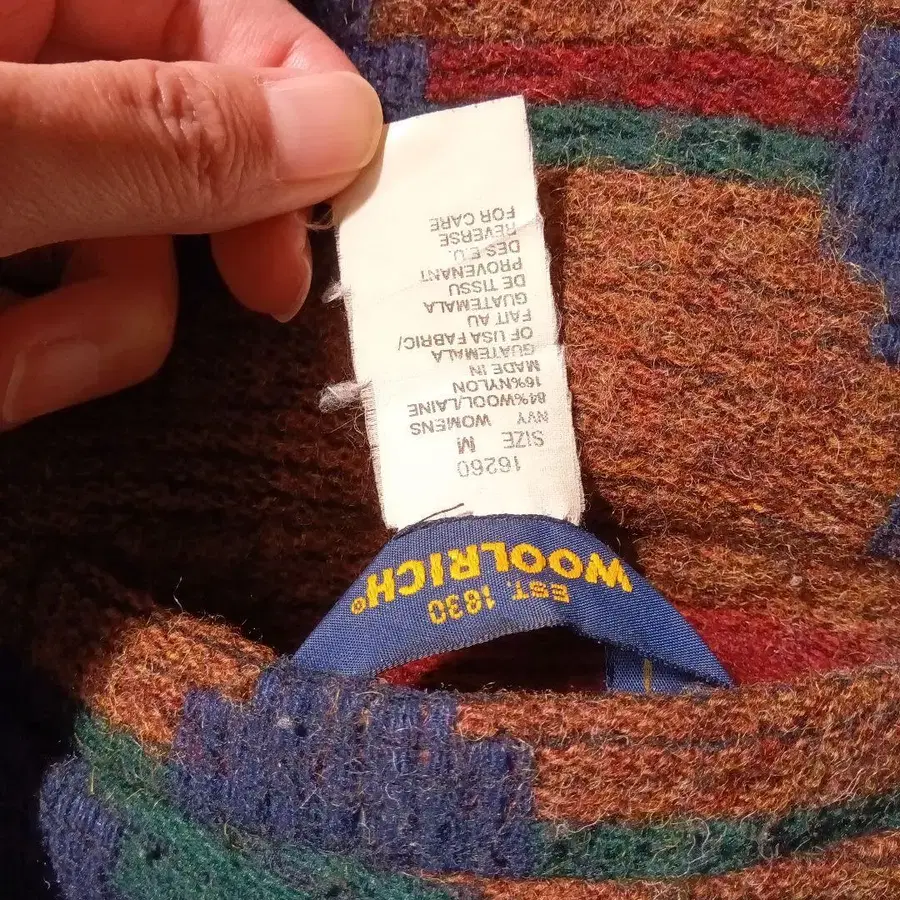 WOOLRICH®
EST. 1830
16260
SIZE M
NVY WOMENS
84%WOOL/LAINE
16%NYLON
MADE IN
GUATEMALA
OF USA FABRIC/
FAIT AU
GUATEMALA
DE TISSU
PROVENANT
DES E.U.
REVERSE
FOR CARE